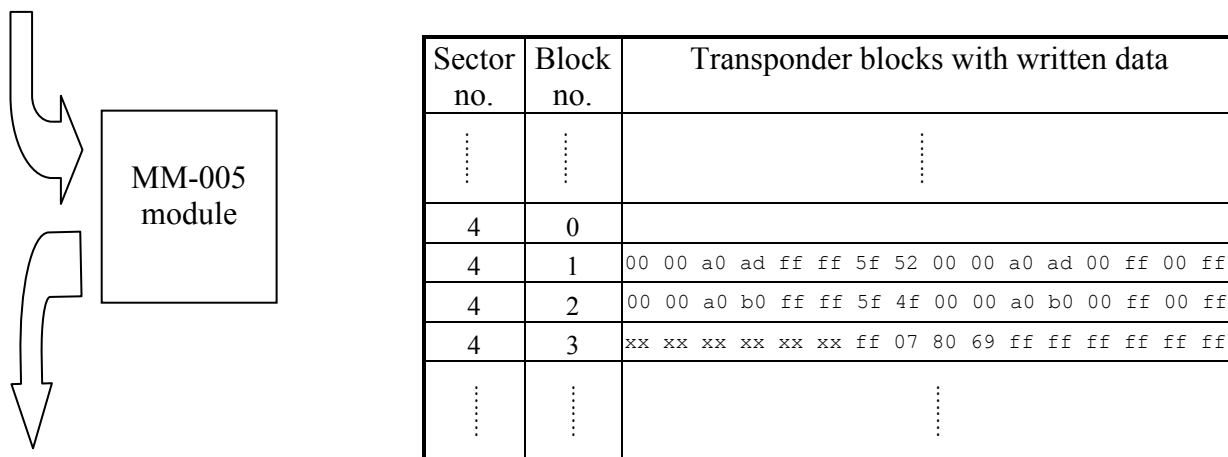 MM-005
module
Sector no. Block no. Transponder blocks with written data
4 0
4 1 00 00 a0 ad ff ff 5f 52 00 00 a0 ad 00 ff 00 ff
4 2 00 00 a0 b0 ff ff 5f 4f 00 00 a0 b0 00 ff 00 ff
4 3 xx xx xx xx xx xx ff 07 80 69 ff ff ff ff ff ff